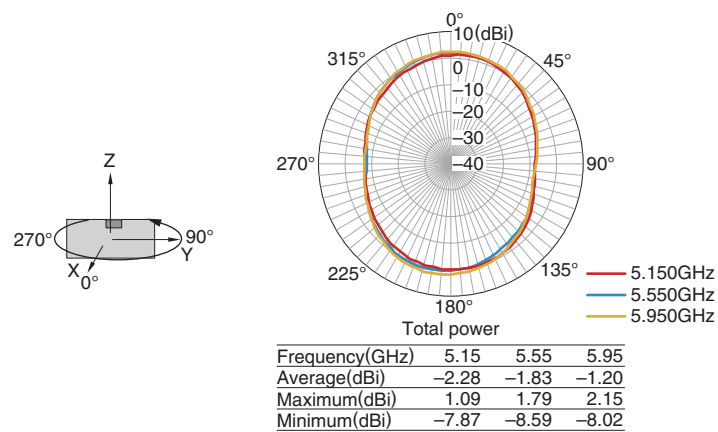 Z
270°
90°
Y
X
0°
0°
10(dBi)
315°
45°
0
−10
−20
−30
−40
270°
90°
225°
135°
180°
Total power
5.150GHz
5.550GHz
5.950GHz
Frequency(GHz) 5.15 5.55 5.95
Average(dBi) −2.28 −1.83 −1.20
Maximum(dBi) 1.09 1.79 2.15
Minimum(dBi) −7.87 −8.59 −8.02